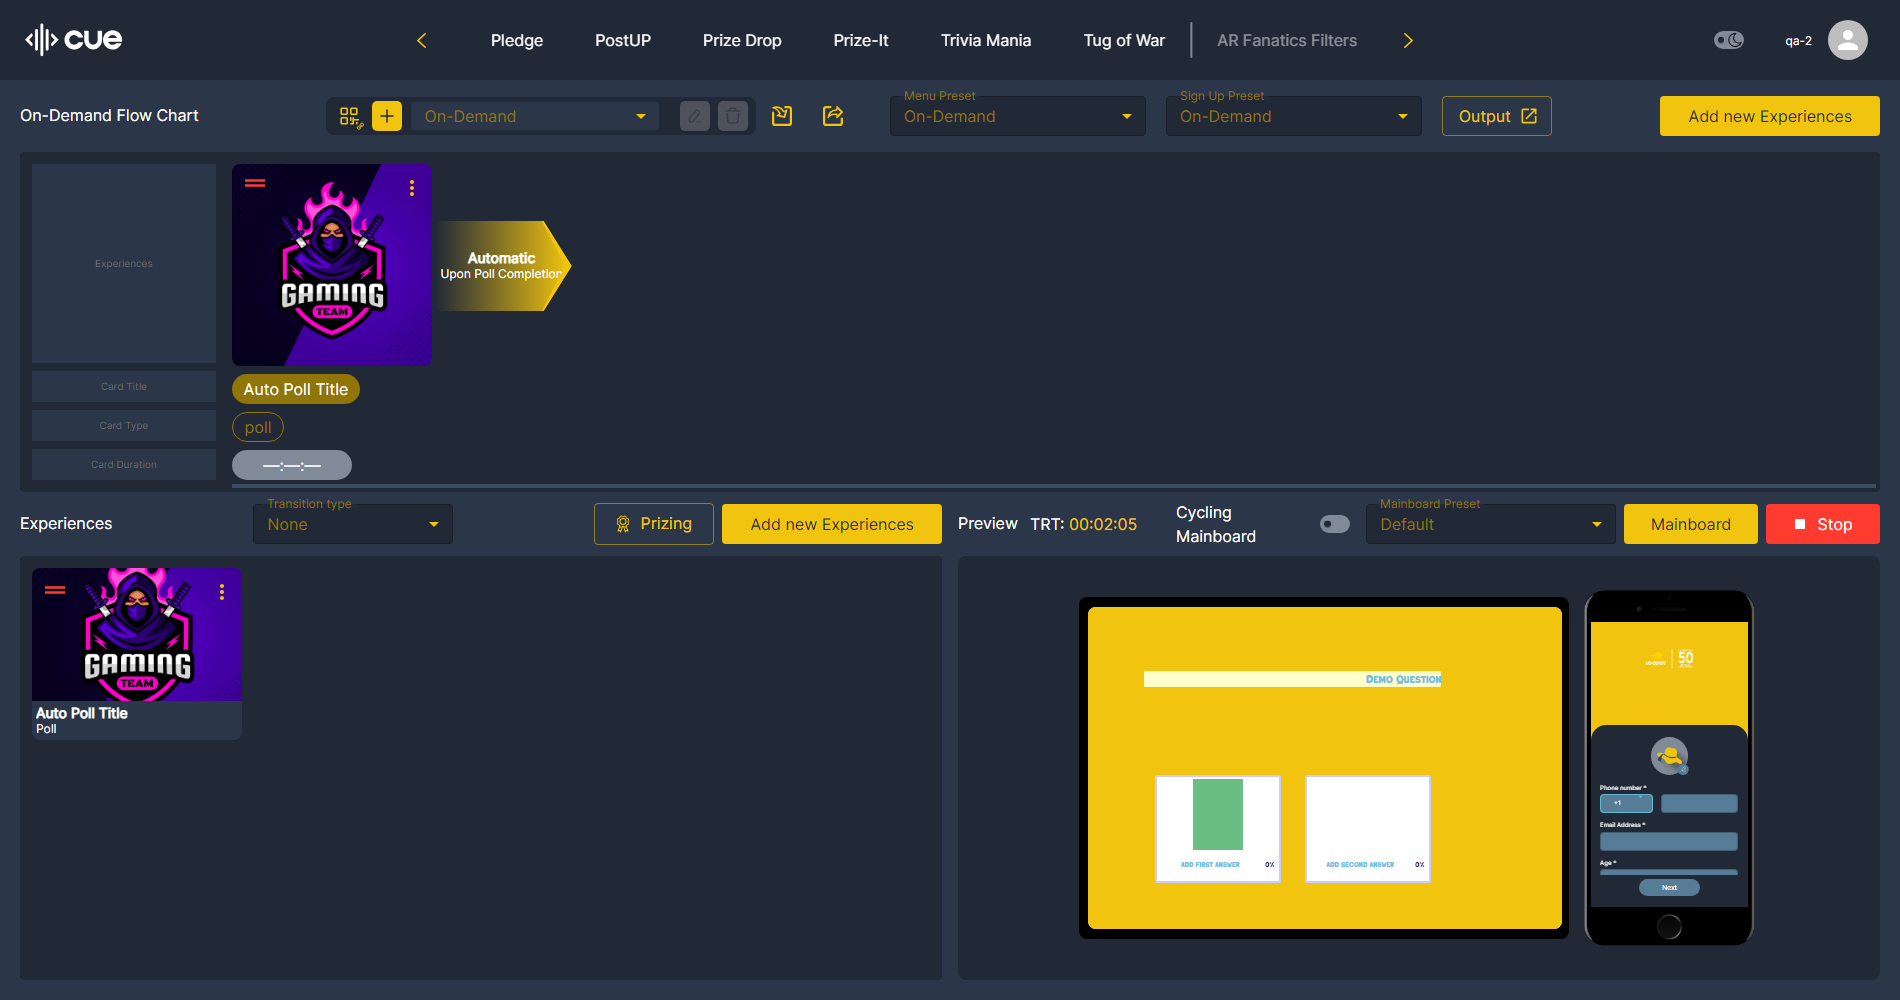 cue
Pledge
PostUP
Prize Drop
Prize-It
Trivia Mania
Tug of War
AR Fanatics Filters
qa-2
On-Demand Flow Chart
On-Demand
Menu Preset
On-Demand
Sign Up Preset
On-Demand
Output
Add new Experiences
Experiences
GAMING
TEAM
Automatic
Upon Poll Completion
Card Title
Auto Poll Title
Card Type
poll
Card Duration
—:—:—
Experiences
Transition type
None
Prizing
Add new Experiences
Preview
TRT: 00:02:05
Cycling
Mainboard
Mainboard Preset
Default
Mainboard
Stop
GAMING
TEAM
Auto Poll Title
Poll
Demo Question
ADD FIRST ANSWER
0%
ADD SECOND ANSWER
0%
50
Phone number *
+1
Email Address *
Age *
Next